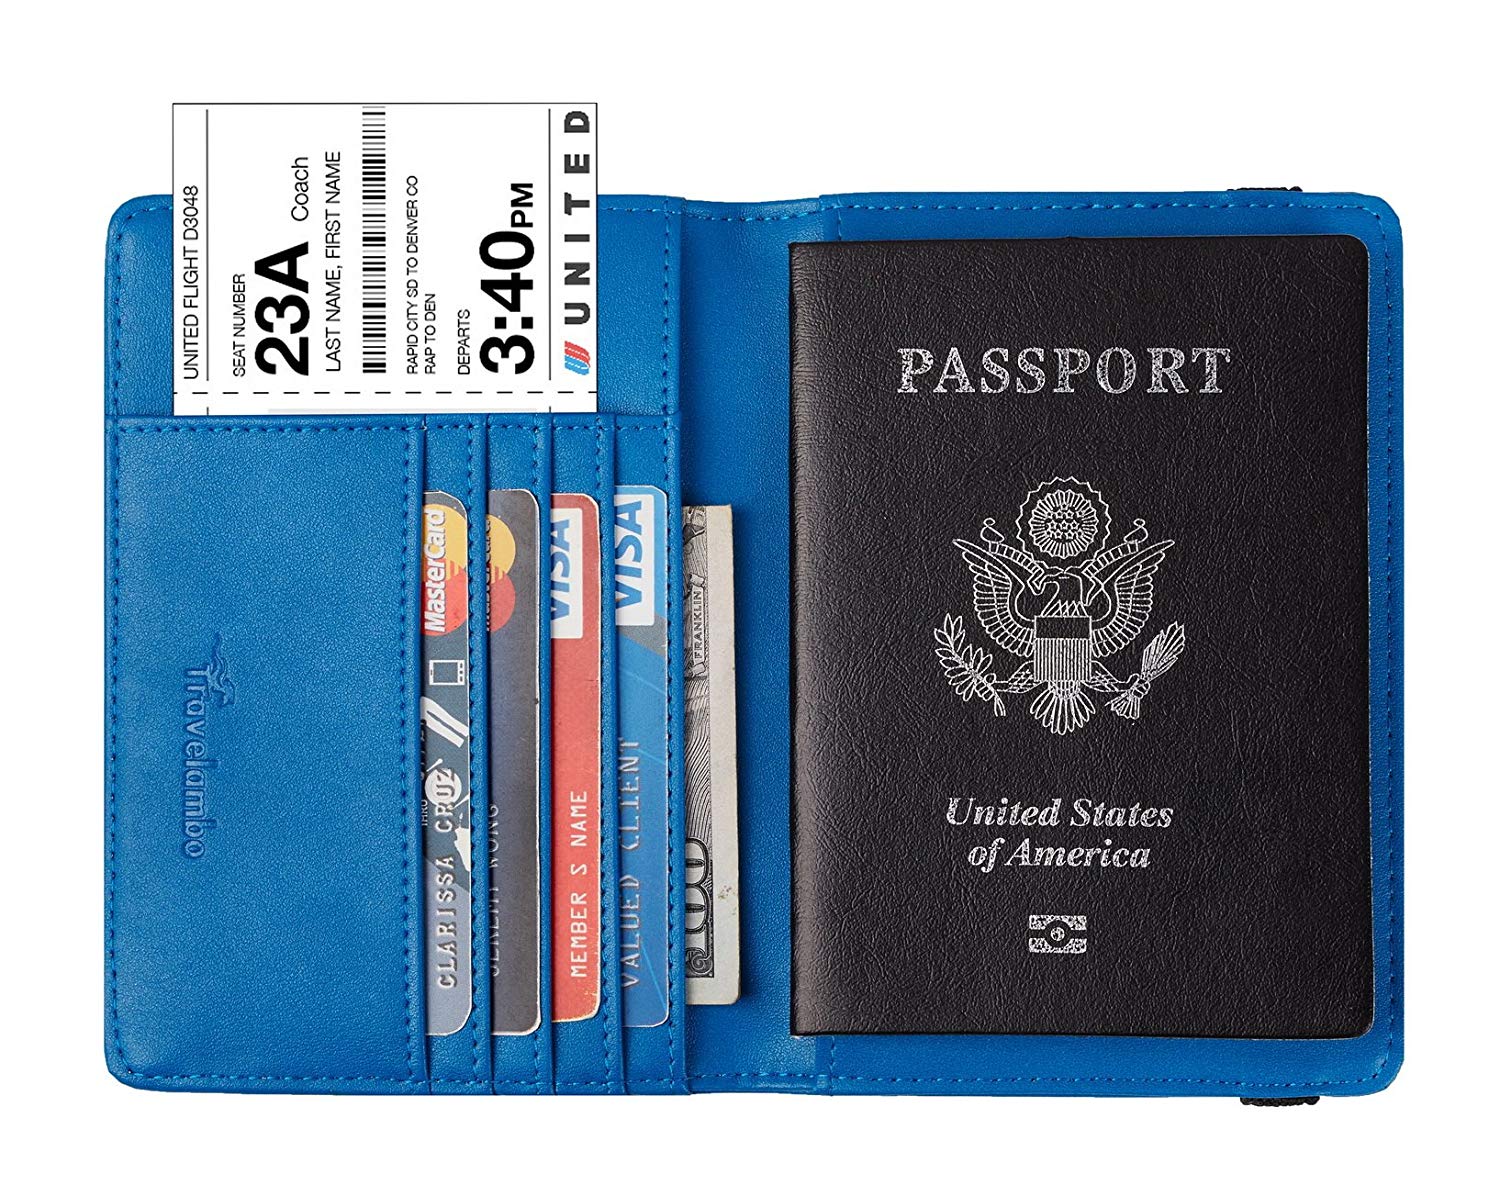 UNITED FLIGHT D3048
SEAT NUMBER
23A Coach
LAST NAME, FIRST NAME
RAPID CITY SD TO DENVER CO
RAP TO DEN
DEPARTS
3:40PM
UNITED
Travelambo
MasterCard
CLARISSA CRUZ
WONG
VISA
MEMBER S NAME
VISA
VALUED CLIENT
FRANKLIN
100
PASSPORT
United States
of America